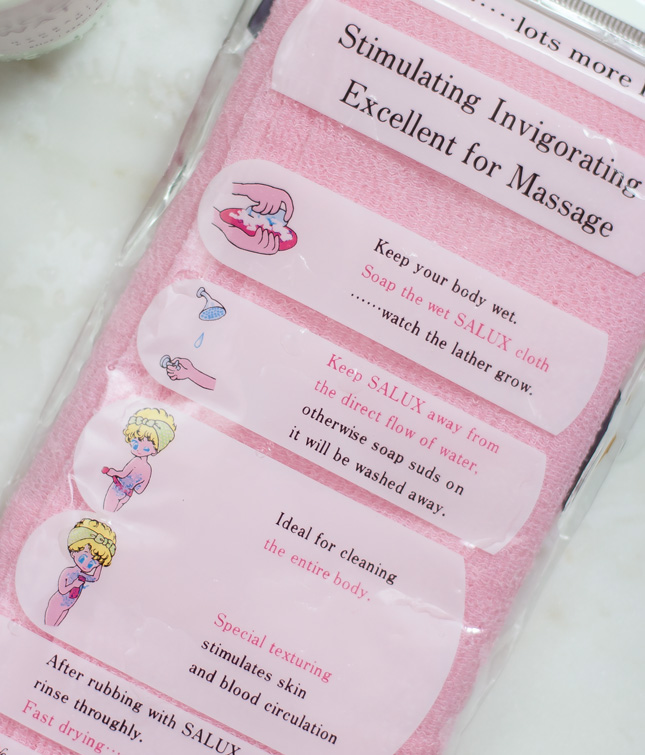 ......lots more
Stimulating Invigorating
Excellent for Massage
Keep your body wet.
Soap the wet SALUX cloth
......watch the lather grow.
Keep SALUX away from
the direct flow of water.
otherwise soap suds on
it will be washed away.
Ideal for cleaning
the entire body.
Special texturing
stimulates skin
and blood circulation
After rubbing with SALUX
rinse throughly.
Fast drying